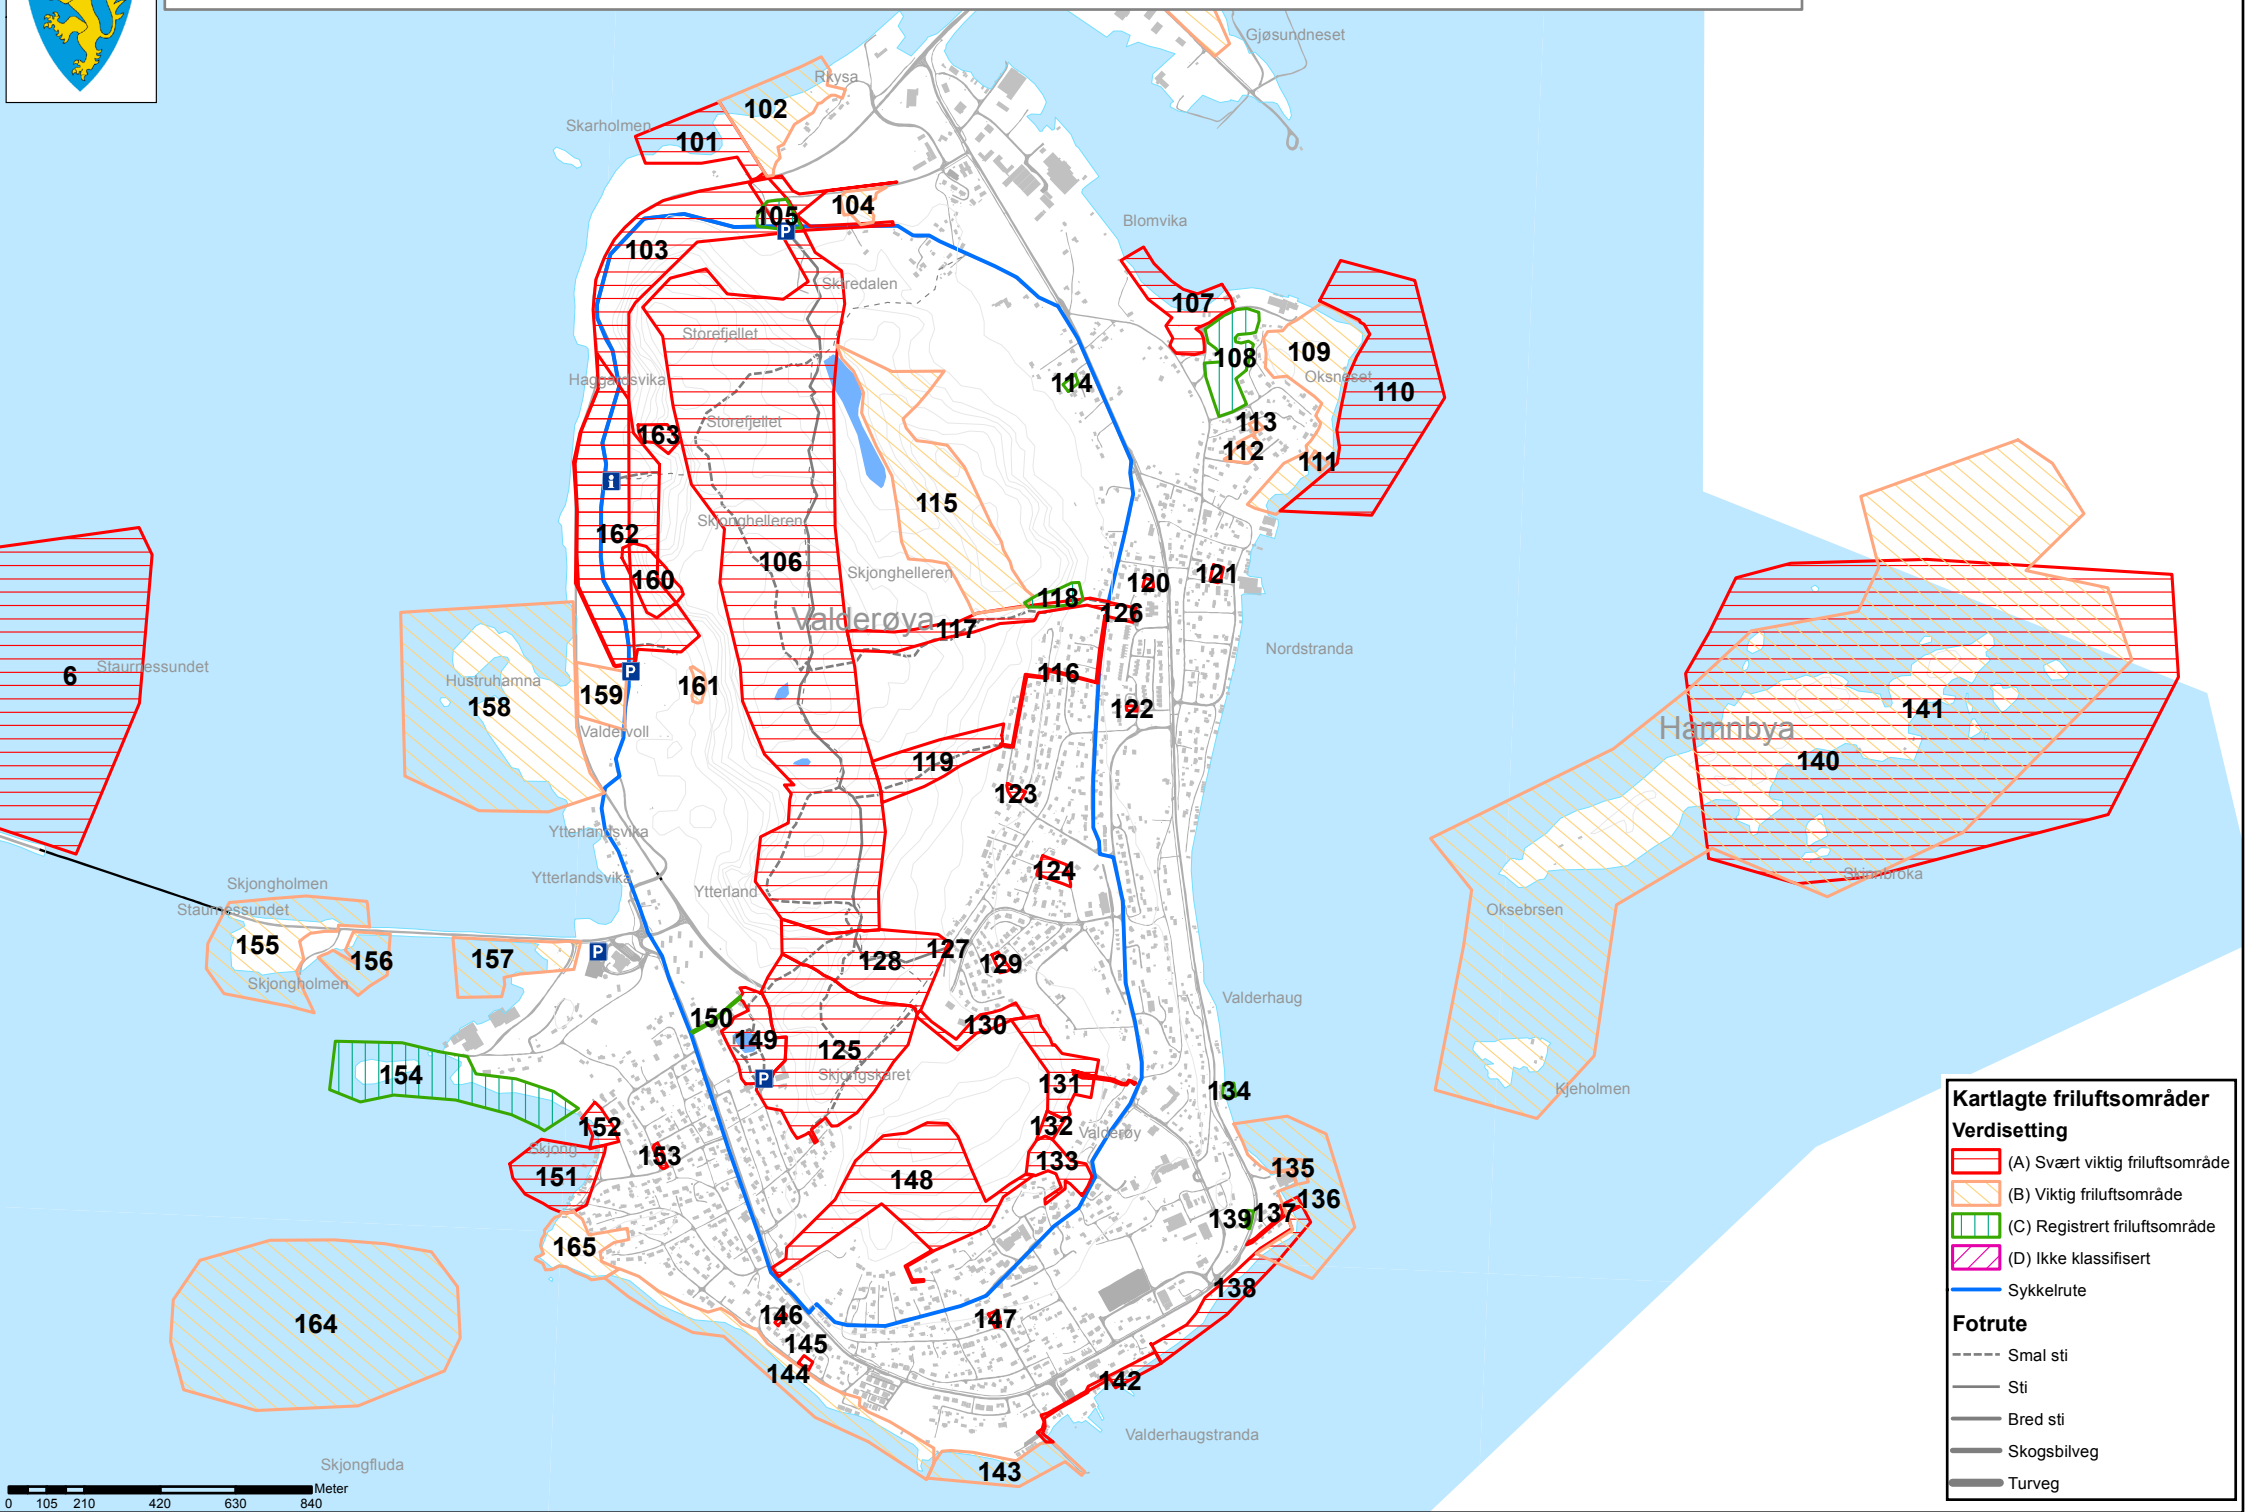 Gjøsundneset
Rkysa
102
Skarholmen
101
104
105
Blomvika
P
103
Skiredalen
107
Storefjellet
108
109
Haggardsvika
114
Oksneset
110
Storefjellet
113
163
112
111
i
115
Skjonghelleren
162
106
Skjonghelleren
160
120
121
118
126
Valderøya
117
Nordstranda
Staurnessundet
P
116
6
Hustruhamna
159
161
158
122
141
Valdervoll
Hamnbya
119
140
123
Ytterlandsvika
124
Skjanbroka
Ytterlandsvika
Skjongholmen
Ytterland
Staurnessundet
Oksebrsen
155
156
157
P
128
127
129
Skjongholmen
Valderhaug
150
130
149
125
154
Skjongskaret
P
131
134
Kjeholmen
152
132
Valderøy
Skjong
153
133
135
151
148
136
137
139
165
138
164
146
147
145
144
142
Valderhaugstranda
Skjongfluda
143
Kartlagte friluftsområder
Verdisetting
(A) Svært viktig friluftsområde
(B) Viktig friluftsområde
(C) Registrert friluftsområde
(D) Ikke klassifisert
Sykkelrute
Fotrute
Smal sti
Sti
Bred sti
Skogsbilveg
Turveg
Meter
0 105 210 420 630 840